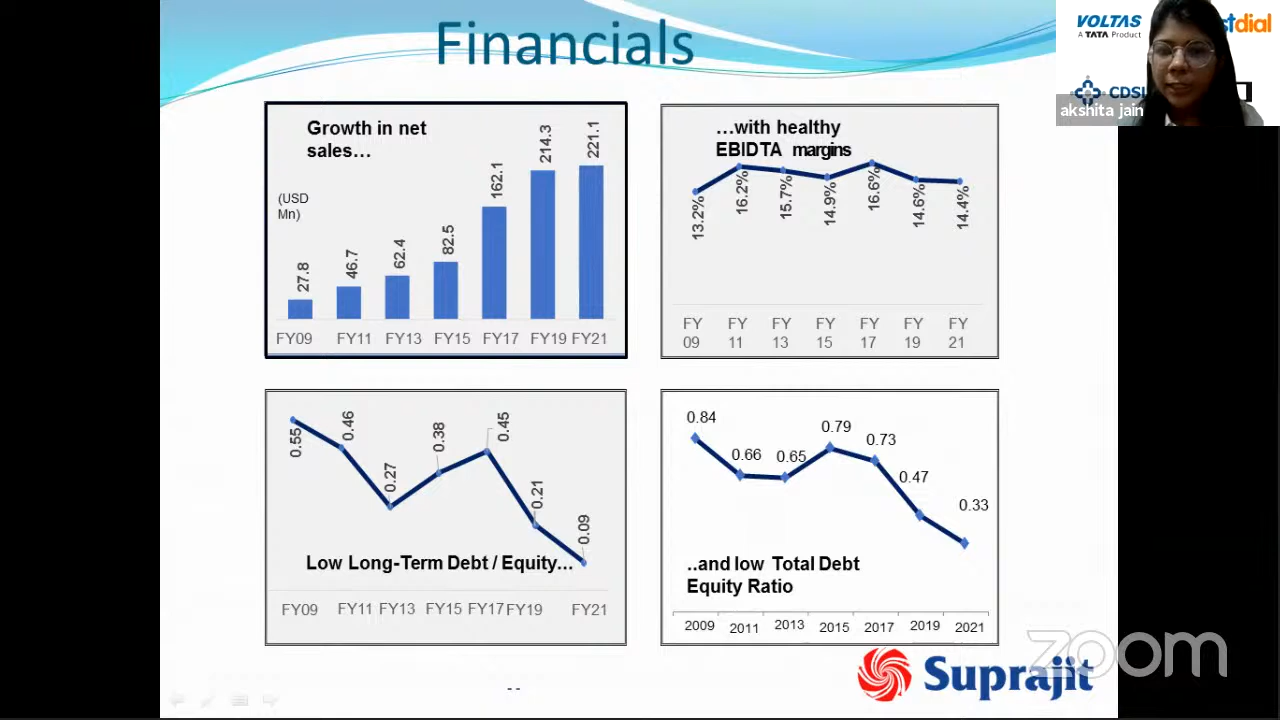 Financials
VOLTAS
A TATA Product
stdial
CDSL
akshita jain
Growth in net
sales…
(USD
Mn)
27.8
46.7
62.4
82.5
162.1
214.3
221.1
FY09 FY11 FY13 FY15 FY17 FY19 FY21
…with healthy
EBIDTA margins
13.2%
16.2%
15.7%
14.9%
16.6%
14.6%
14.4%
FY FY FY FY FY FY FY
09 11 13 15 17 19 21
0.55
0.46
0.27
0.38
0.45
0.21
0.09
Low Long-Term Debt / Equity…
FY09 FY11 FY13 FY15 FY17 FY19 FY21
0.84
0.66
0.65
0.79
0.73
0.47
0.33
..and low Total Debt
Equity Ratio
2009 2011 2013 2015 2017 2019 2021
zoom
Suprajit